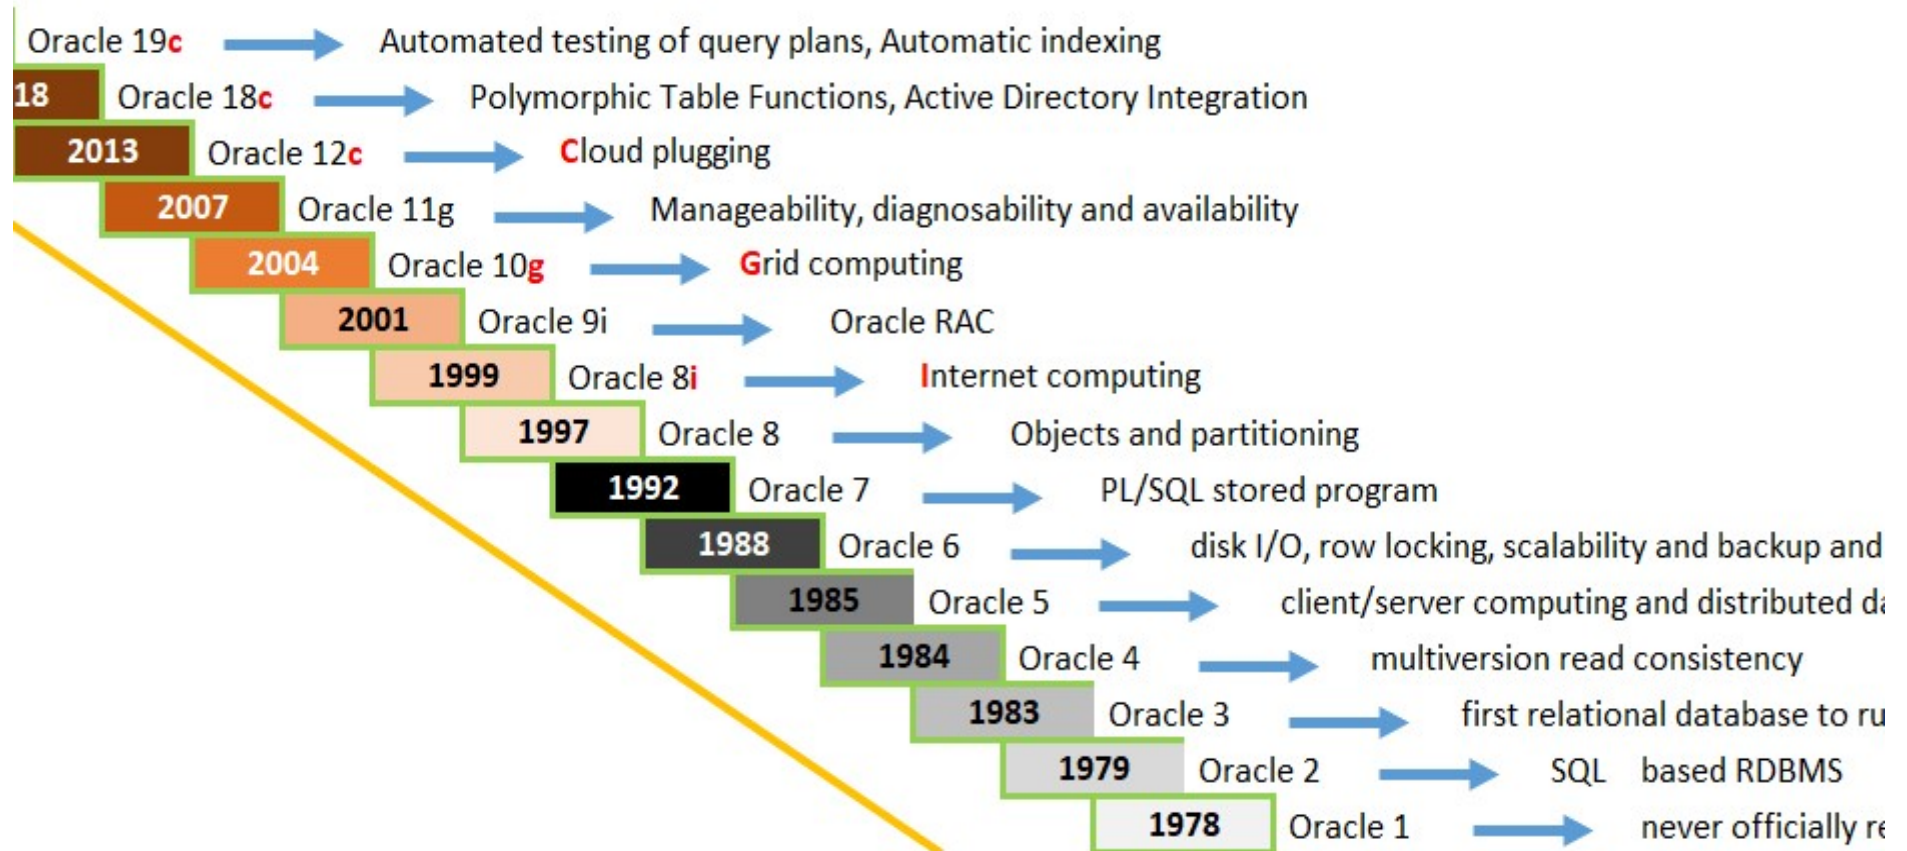 Oracle 19c Automated testing of query plans, Automatic indexing
18 Oracle 18c Polymorphic Table Functions, Active Directory Integration
2013 Oracle 12c Cloud plugging
2007 Oracle 11g Manageability, diagnosability and availability
2004 Oracle 10g Grid computing
2001 Oracle 9i Oracle RAC
1999 Oracle 8i Internet computing
1997 Oracle 8 Objects and partitioning
1992 Oracle 7 PL/SQL stored program
1988 Oracle 6 disk I/O, row locking, scalability and backup and
1985 Oracle 5 client/server computing and distributed
1984 Oracle 4 multiversion read consistency
1983 Oracle 3 first relational database to
1979 Oracle 2 SQL based RDBMS
1978 Oracle 1 never officially